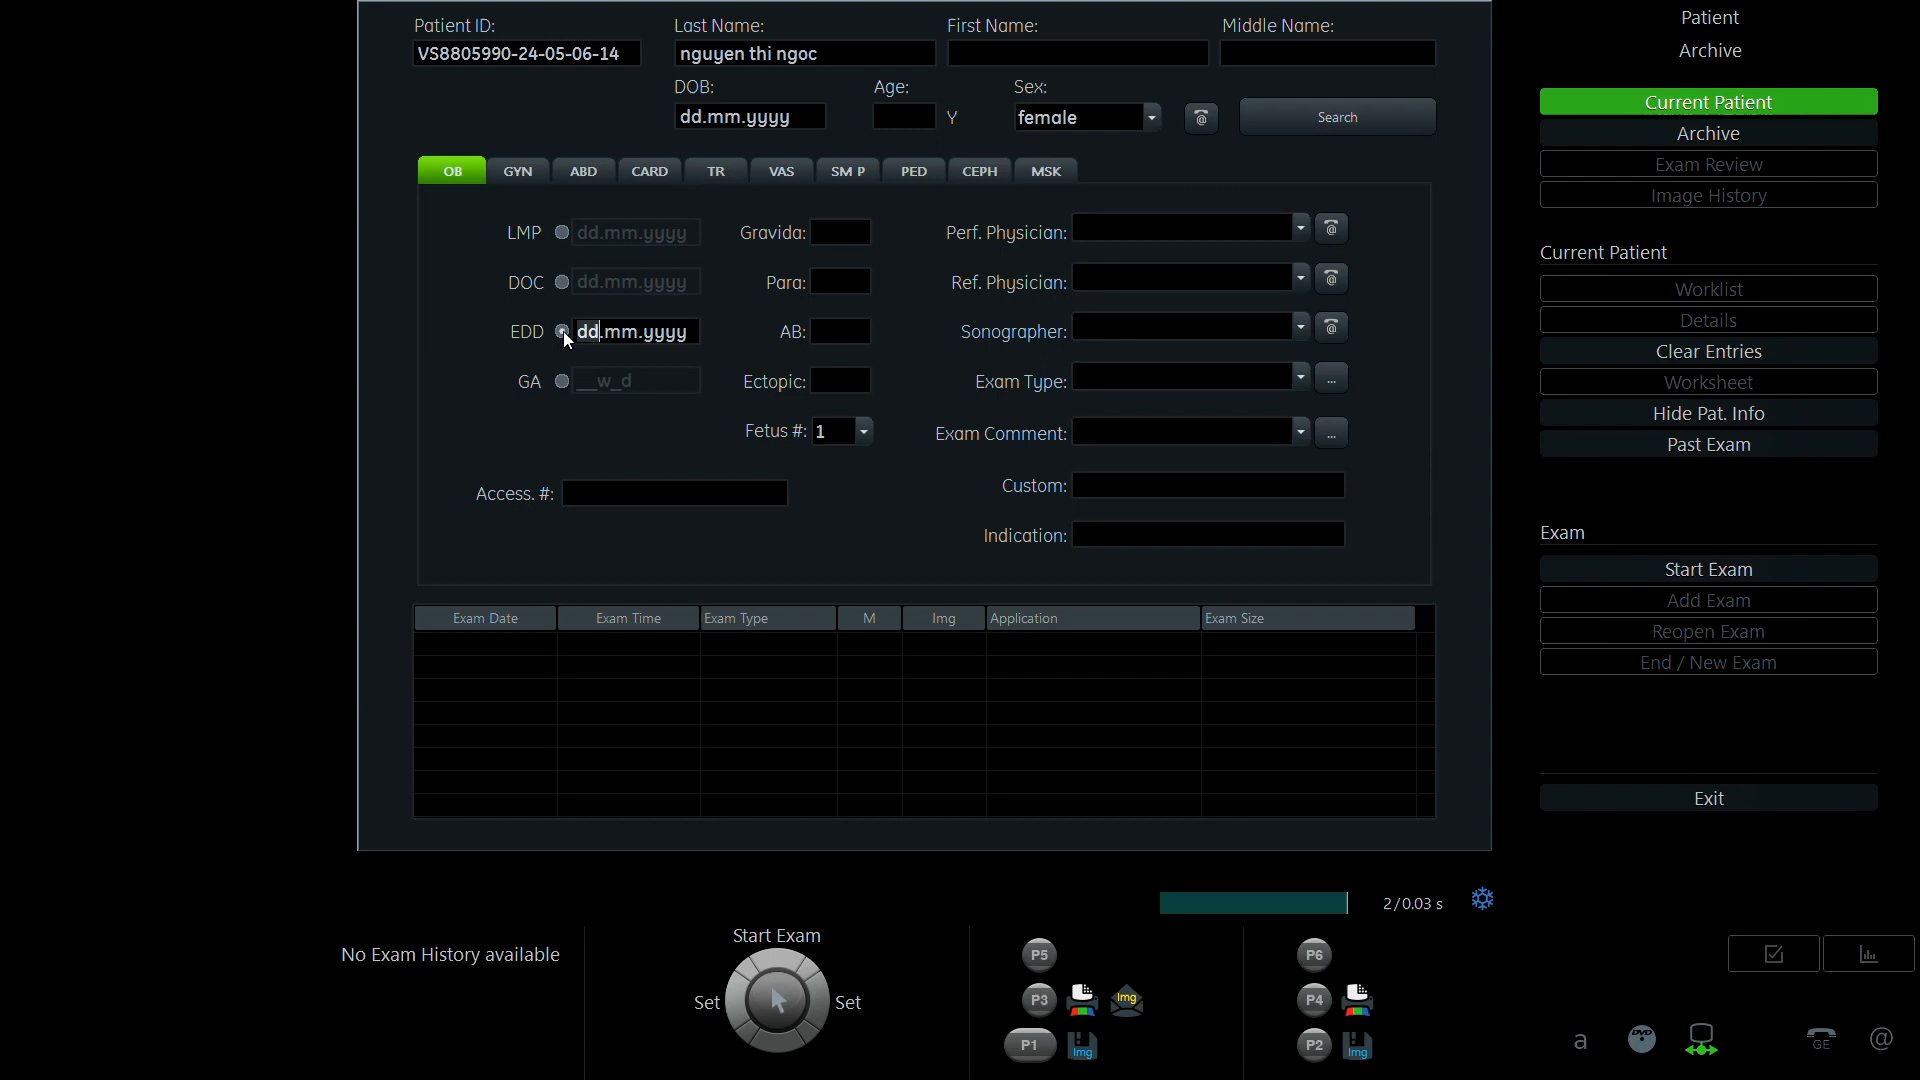 Patient ID: Last Name: First Name: Middle Name:
VS8805990-24-05-06-14 nguyen thi ngoc
DOB: Age: Sex:
dd.mm.yyyy Y female @ Search
OB GYN ABD CARD TR VAS SM P PED CEPH MSK
LMP dd.mm.yyyy Gravida: Perf. Physician: @
DOC dd.mm.yyyy Para: Ref. Physician: @
EDD dd.mm.yyyy AB: Sonographer: @
GA __w_d Ectopic: Exam Type: ...
Fetus #: 1 Exam Comment: ...
Access. #: Custom:
Indication:
Exam Date Exam Time Exam Type M Img Application Exam Size
Patient
Archive
Current Patient
Archive
Exam Review
Image History
Current Patient
Worklist
Details
Clear Entries
Worksheet
Hide Pat. Info
Past Exam
Exam
Start Exam
Add Exam
Reopen Exam
End / New Exam
Exit
2/0.03 s
No Exam History available
Start Exam
Set Set
P5
P3 Img
P1 Img
P6
P4
P2 Img
a DVD GE @